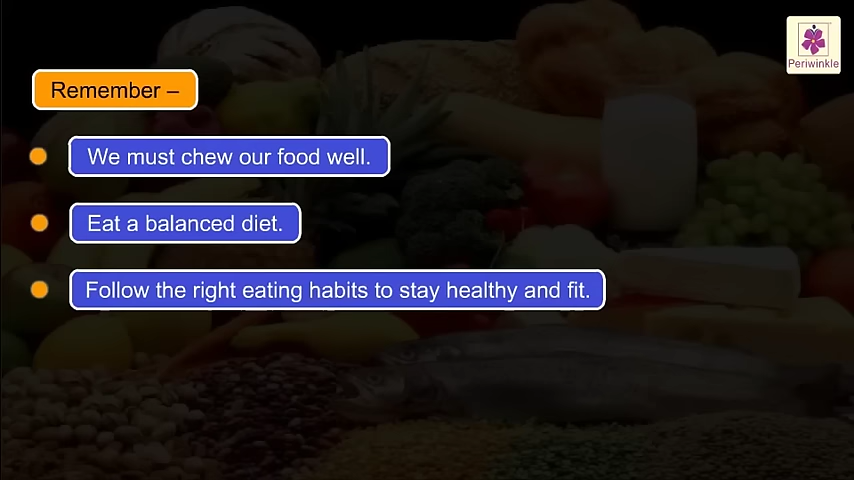 Periwinkle
Remember –
We must chew our food well.
Eat a balanced diet.
Follow the right eating habits to stay healthy and fit.